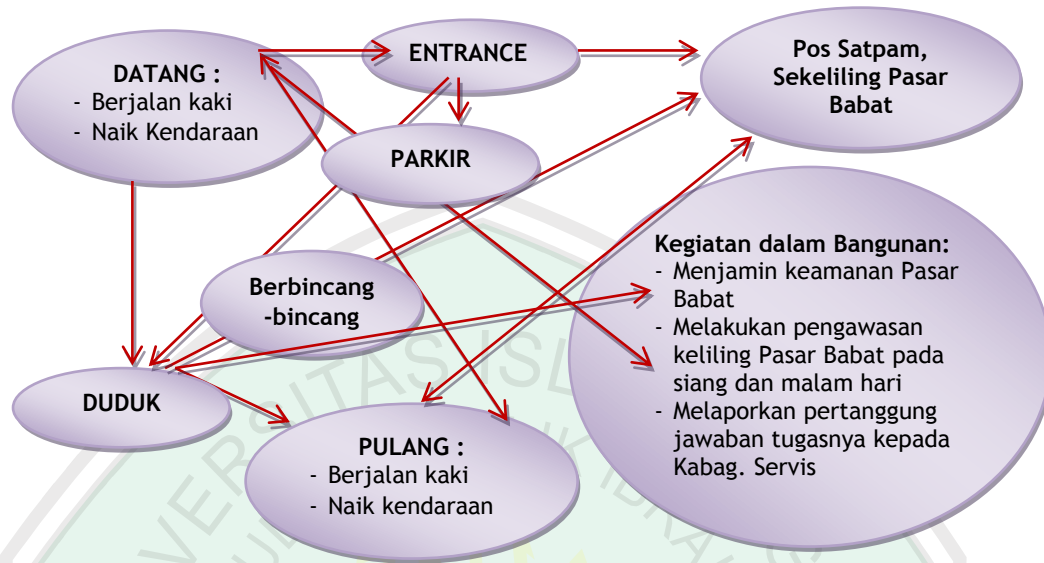 DATANG :
- Berjalan kaki
- Naik Kendaraan
ENTRANCE
Pos Satpam,
Sekeliling Pasar
Babat
PARKIR
Berbincang
-bincang
Kegiatan dalam Bangunan:
- Menjamin keamanan Pasar
Babat
- Melakukan pengawasan
keliling Pasar Babat pada
siang dan malam hari
- Melaporkan pertanggung
jawaban tugasnya kepada
Kabag. Servis
DUDUK
PULANG :
- Berjalan kaki
- Naik kendaraan